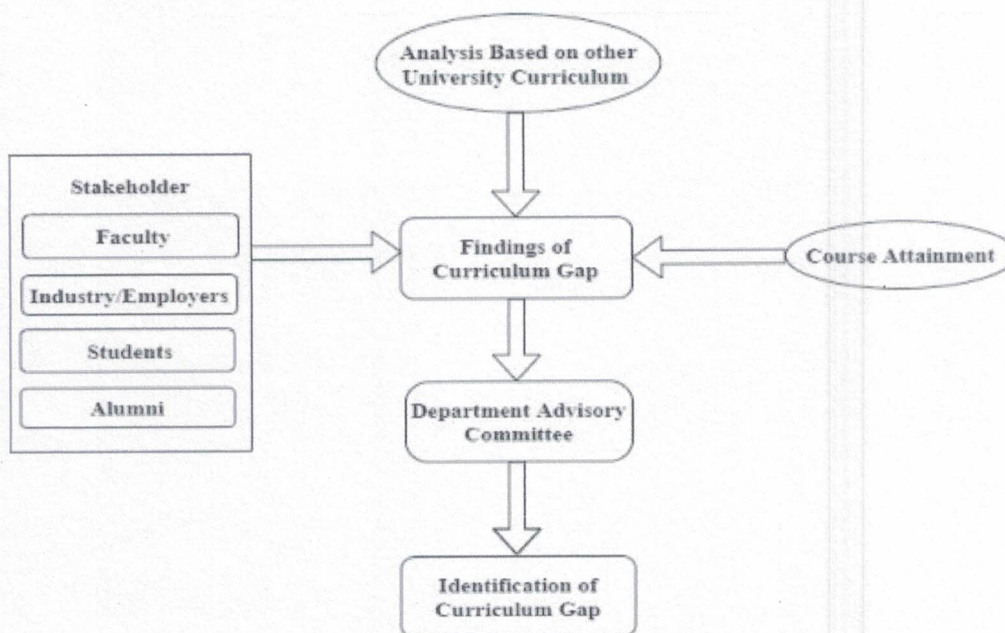 Analysis Based on other
University Curriculum
Stakeholder
Faculty
Industry/Employers
Students
Alumni
Findings of
Curriculum Gap
Course Attainment
Department Advisory
Committee
Identification of
Curriculum Gap